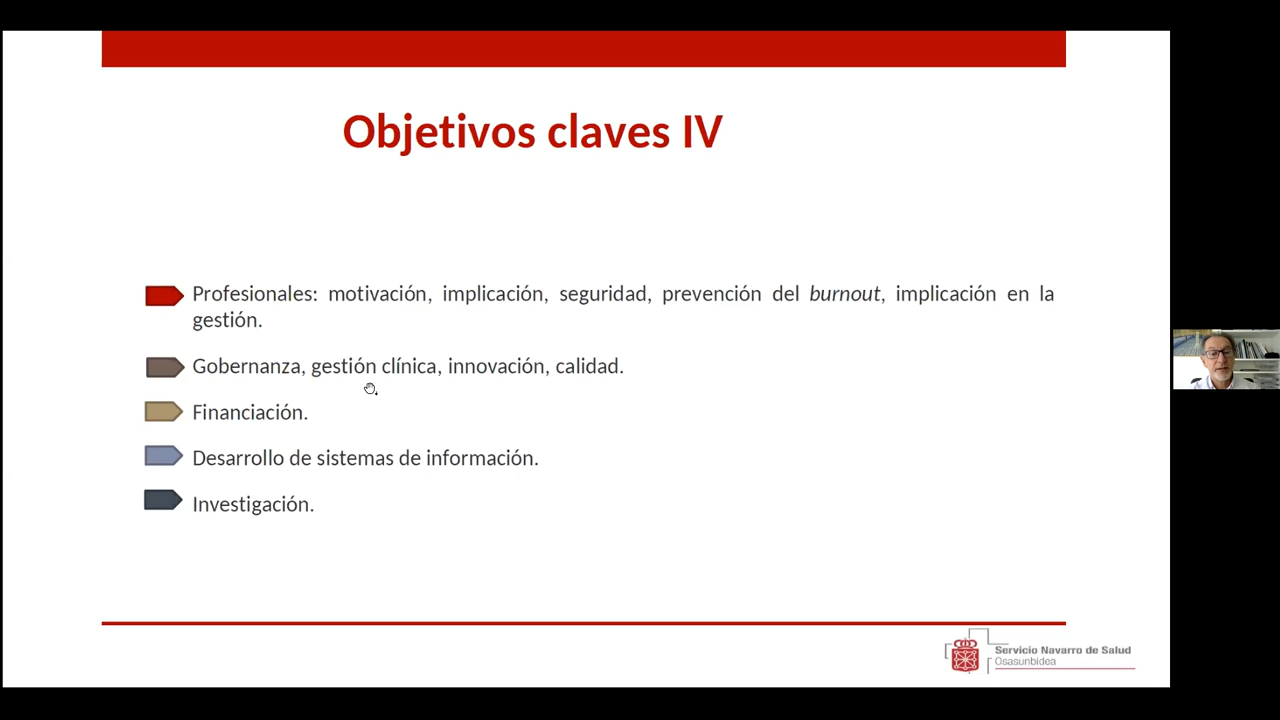 Objetivos claves IV
Profesionales: motivación, implicación, seguridad, prevención del burnout, implicación en la
gestión.
Gobernanza, gestión clínica, innovación, calidad.
Financiación.
Desarrollo de sistemas de información.
Investigación.
Servicio Navarro de Salud
Osasunbidea